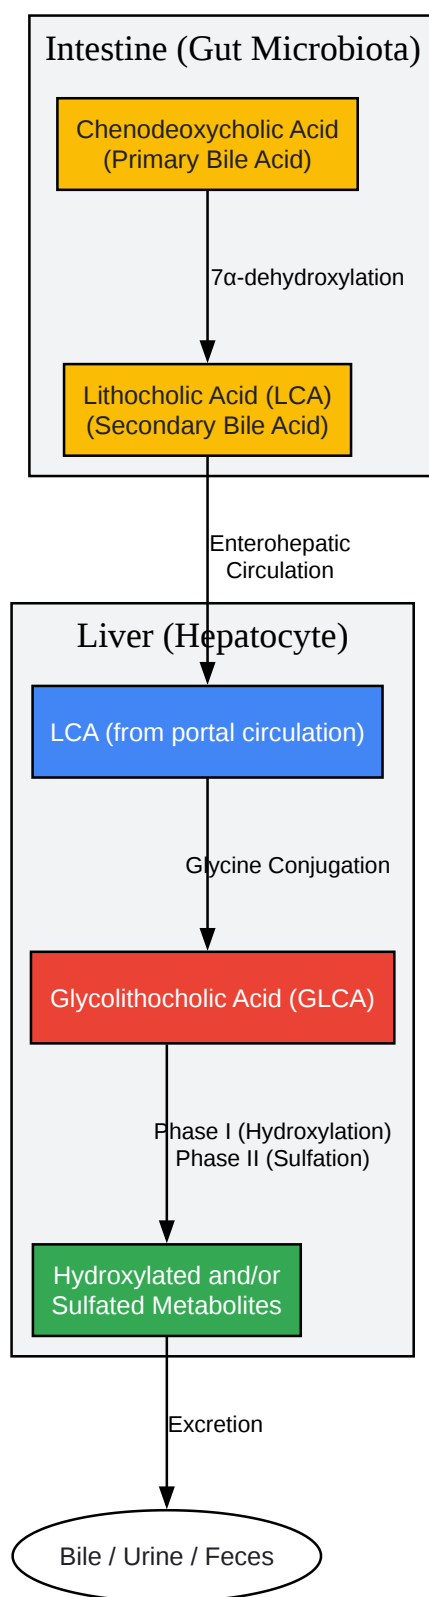 Intestine (Gut Microbiota)
Chenodeoxycholic Acid
(Primary Bile Acid)
7α-dehydroxylation
Lithocholic Acid (LCA)
(Secondary Bile Acid)
Enterohepatic
Circulation
Liver (Hepatocyte)
LCA (from portal circulation)
Glycine Conjugation
Glycolithocholic Acid (GLCA)
Phase I (Hydroxylation)
Phase II (Sulfation)
Hydroxylated and/or
Sulfated Metabolites
Excretion
Bile / Urine / Feces